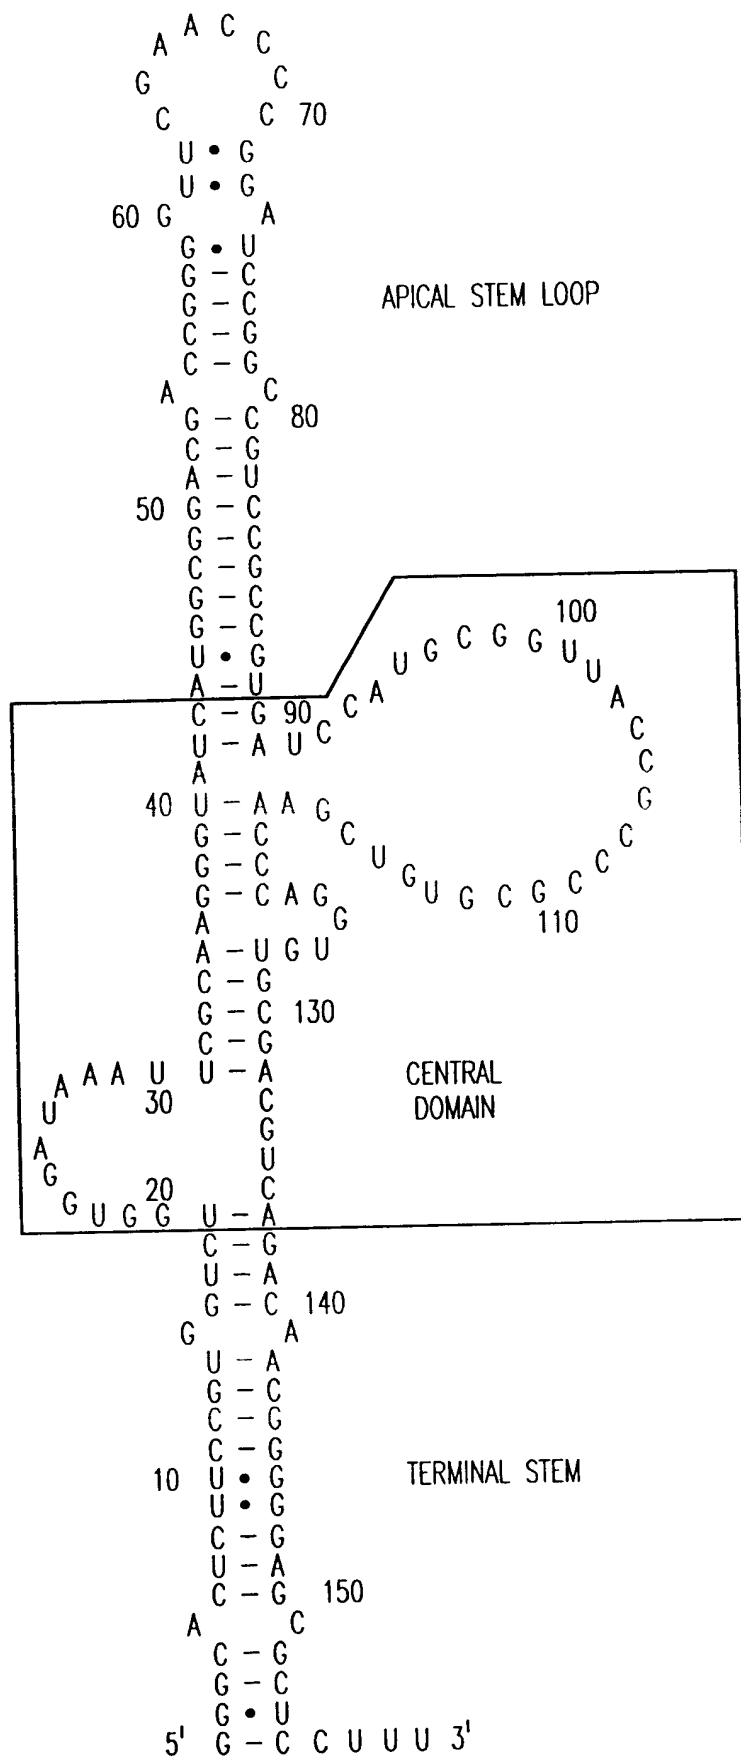 A C
A C
G C
C C 70
U • G
U • G
60 G A
G • U
G – C
G – C
C – G
C – G
APICAL STEM LOOP
A C
G – C 80
C – G
A – U
50 G – C
G – C
C – G
G – C
G – C
U • G
A – U
C – G 90
U – A U C C A U G C G G U U A C C G C C C G C G U G U C G A
100
110
A
40 U – A
G – C
G – C
G – C A G
A G
A – U G U
C – G
G – C 130
C – G
U A A A U U – A
30
C
A G
G U
G C
20
U G G U – A
CENTRAL
DOMAIN
C – G
U – A
G – C 140
G A
U – A
G – C
C – G
C – G
10 U • G
U • G
TERMINAL STEM
C – G
U – A
C – G 150
A C
C – G
G – C
G • U
5' G – C C U U U 3'